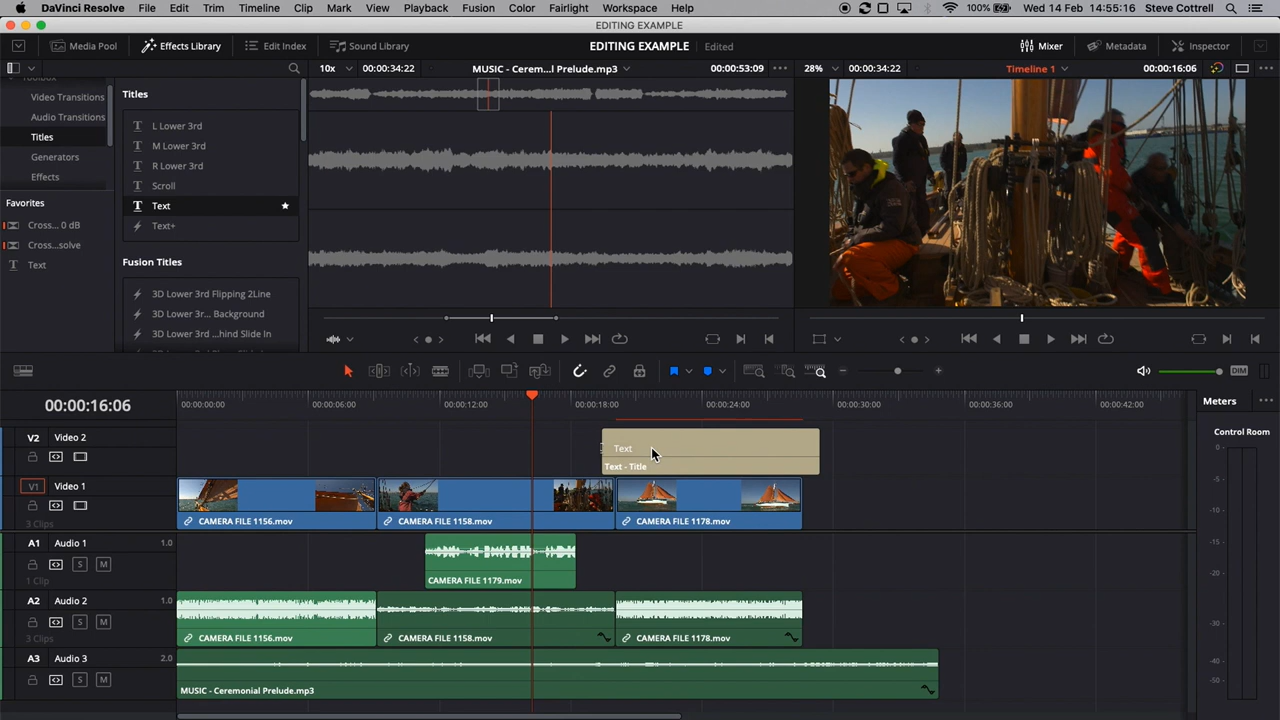 DaVinci Resolve File Edit Trim Timeline Clip Mark View Playback Fusion Color Fairlight Workspace Help 100% Wed 14 Feb 14:55:16 Steve Cottrell
EDITING EXAMPLE
Media Pool Effects Library Edit Index Sound Library EDITING EXAMPLE Edited Mixer Metadata Inspector
10x 00:00:34:22 MUSIC - Cerem...l Prelude.mp3 00:00:53:09 28% 00:00:34:22 Timeline 1 00:00:16:06
Toolbox
Video Transitions
Audio Transitions
Titles
Generators
Effects
Favorites
Cross... 0 dB
Cross...solve
Text
Titles
L Lower 3rd
M Lower 3rd
R Lower 3rd
Scroll
Text
Text+
Fusion Titles
3D Lower 3rd Flipping 2Line
3D Lower 3r... Background
3D Lower 3rd ...hind Slide In
DIM
00:00:16:06
00:00:00:00 00:00:06:00 00:00:12:00 00:00:18:00 00:00:24:00 00:00:30:00 00:00:36:00 00:00:42:00
Meters
Control Room
0
-5
-10
-15
-20
-30
-40
-50
V2 Video 2
Text
Text - Title
V1 Video 1
3 Clips
CAMERA FILE 1156.mov CAMERA FILE 1158.mov CAMERA FILE 1178.mov
A1 Audio 1 1.0
S M
1 Clip
CAMERA FILE 1179.mov
A2 Audio 2 1.0
S M
3 Clips
CAMERA FILE 1156.mov CAMERA FILE 1158.mov CAMERA FILE 1178.mov
A3 Audio 3 2.0
S M
MUSIC - Ceremonial Prelude.mp3